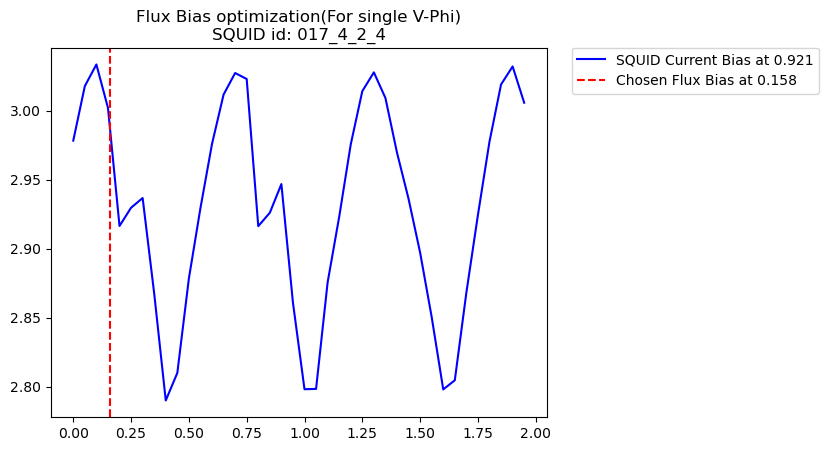 Flux Bias optimization(For single V-Phi)
SQUID id: 017_4_2_4
SQUID Current Bias at 0.921
Chosen Flux Bias at 0.158
3.00
2.95
2.90
2.85
2.80
0.00 0.25 0.50 0.75 1.00 1.25 1.50 1.75 2.00